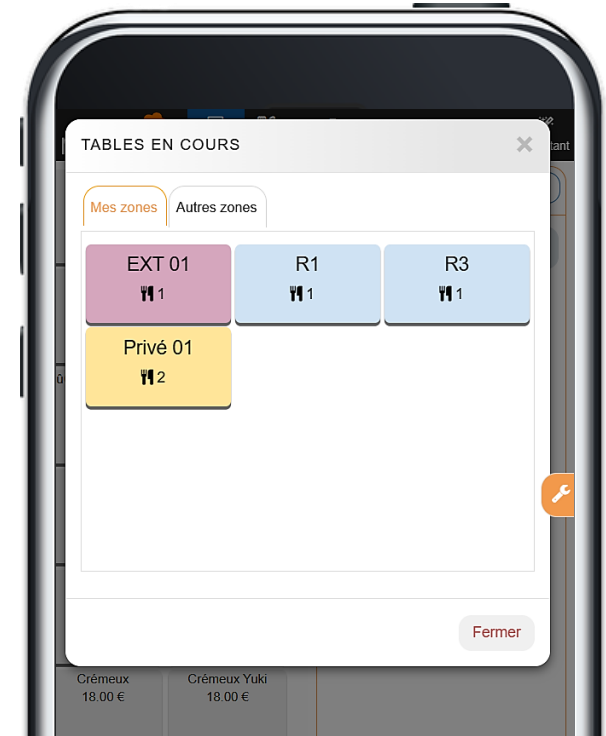 TABLES EN COURS
Mes zones
Autres zones
EXT 01
1
R1
1
R3
1
Privé 01
2
Fermer
Crémeux
18.00 €
Crémeux Yuki
18.00 €